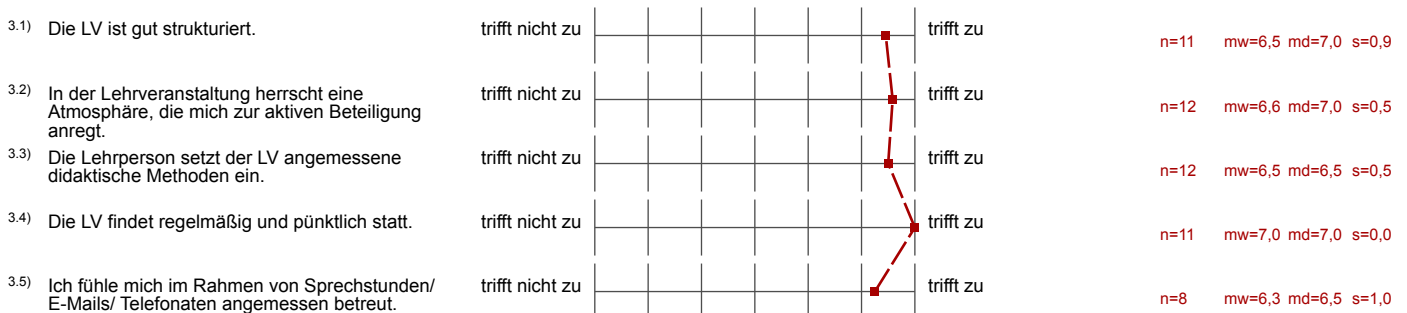 3.1) Die LV ist gut strukturiert. trifft nicht zu trifft zu n=11 mw=6,5 md=7,0 s=0,9
3.2) In der Lehrveranstaltung herrscht eine trifft nicht zu trifft zu n=12 mw=6,6 md=7,0 s=0,5
Atmosphäre, die mich zur aktiven Beteiligung
anregt.
3.3) Die Lehrperson setzt der LV angemessene trifft nicht zu trifft zu n=12 mw=6,5 md=6,5 s=0,5
didaktische Methoden ein.
3.4) Die LV findet regelmäßig und pünktlich statt. trifft nicht zu trifft zu n=11 mw=7,0 md=7,0 s=0,0
3.5) Ich fühle mich im Rahmen von Sprechstunden/ trifft nicht zu trifft zu n=8 mw=6,3 md=6,5 s=1,0
E-Mails/ Telefonaten angemessen betreut.